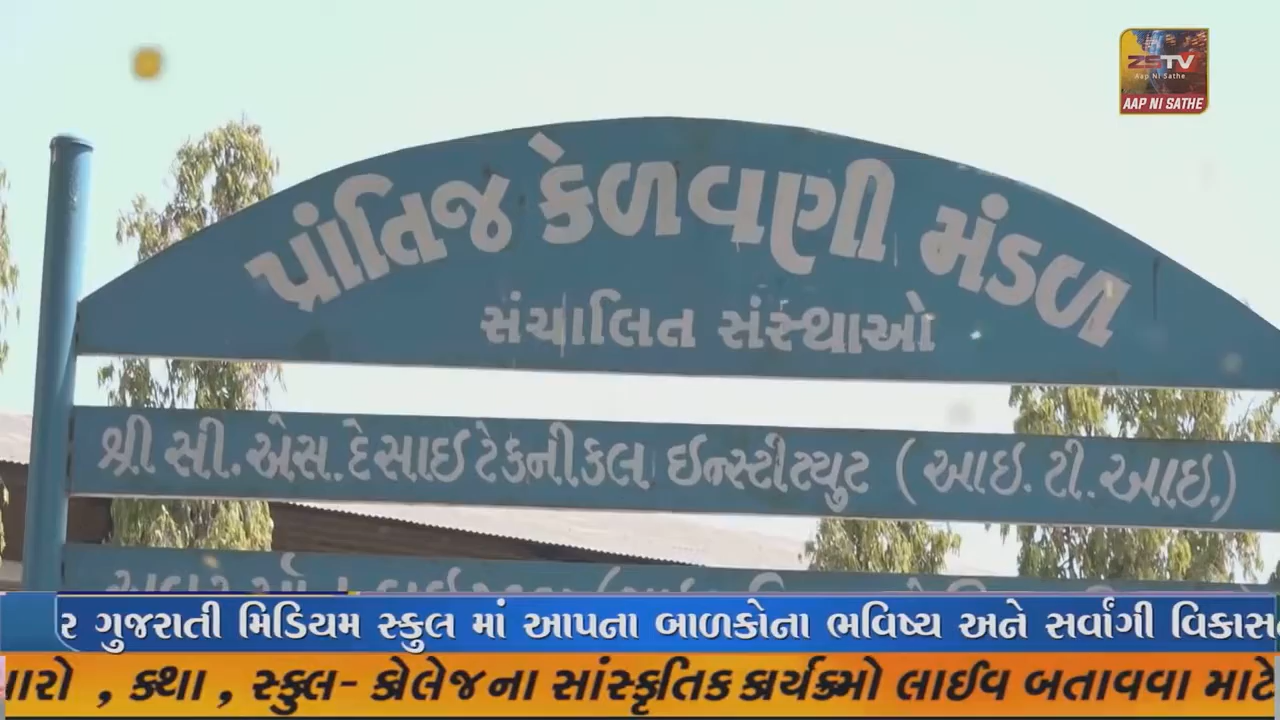 ZSTV
Aap Ni Sathe
AAP NI SATHE
પ્રાંતિજ કેળવણી મંડળ
સંચાલિત સંસ્થાઓ
શ્રી સી. એસ. દેસાઇ ટેકનીકલ ઇન્સ્ટીટ્યુટ (આઇ. ટી. આઇ.)
ર ગુજરાતી મિડિયમ સ્કુલ માં આપના બાળકોના ભવિષ્ય અને સર્વાંગી વિકાસ
ારો , કથા , સ્કુલ- કોલેજના સાંસ્કૃતિક કાર્યક્રમો લાઈવ બતાવવા માટે